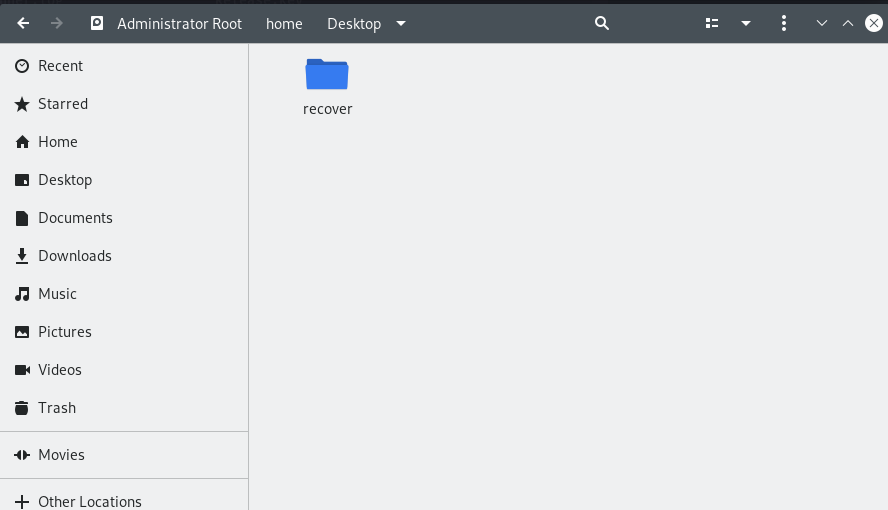 Administrator Root home Desktop
Recent
Starred
Home
Desktop
Documents
Downloads
Music
Pictures
Videos
Trash
Movies
Other Locations
recover